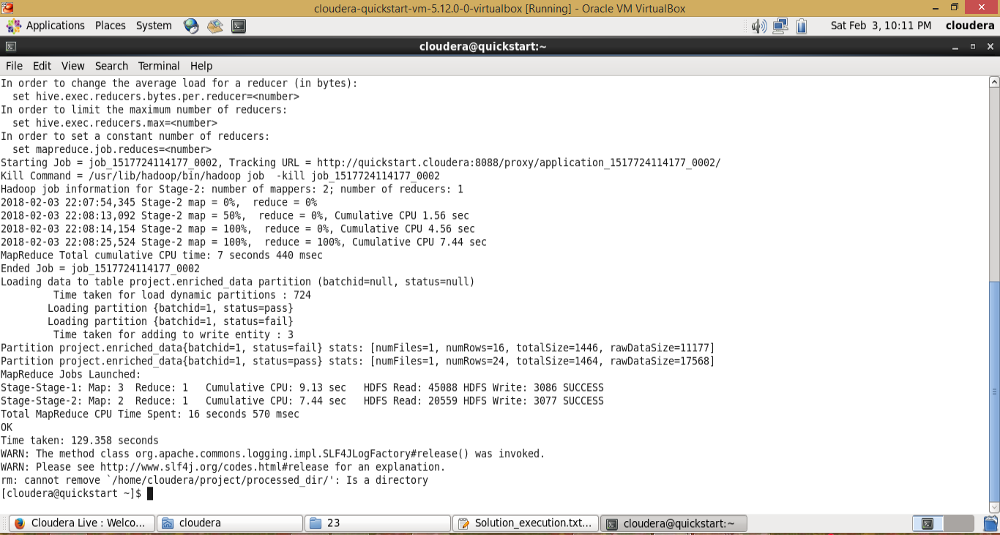 cloudera-quickstart-vm-5.12.0-0-virtualbox [Running] - Oracle VM VirtualBox
Applications Places System Sat Feb 3, 10:11 PM cloudera
cloudera@quickstart:~
File Edit View Search Terminal Help
In order to change the average load for a reducer (in bytes):
  set hive.exec.reducers.bytes.per.reducer=<number>
In order to limit the maximum number of reducers:
  set hive.exec.reducers.max=<number>
In order to set a constant number of reducers:
  set mapreduce.job.reduces=<number>
Starting Job = job_1517724114177_0002, Tracking URL = http://quickstart.cloudera:8088/proxy/application_1517724114177_0002/
Kill Command = /usr/lib/hadoop/bin/hadoop job  -kill job_1517724114177_0002
Hadoop job information for Stage-2: number of mappers: 2; number of reducers: 1
2018-02-03 22:07:54,345 Stage-2 map = 0%,  reduce = 0%
2018-02-03 22:08:13,092 Stage-2 map = 50%,  reduce = 0%, Cumulative CPU 1.56 sec
2018-02-03 22:08:14,154 Stage-2 map = 100%,  reduce = 0%, Cumulative CPU 4.56 sec
2018-02-03 22:08:25,524 Stage-2 map = 100%,  reduce = 100%, Cumulative CPU 7.44 sec
MapReduce Total cumulative CPU time: 7 seconds 440 msec
Ended Job = job_1517724114177_0002
Loading data to table project.enriched_data partition (batchid=null, status=null)
         Time taken for load dynamic partitions : 724
        Loading partition {batchid=1, status=pass}
        Loading partition {batchid=1, status=fail}
         Time taken for adding to write entity : 3
Partition project.enriched_data{batchid=1, status=fail} stats: [numFiles=1, numRows=16, totalSize=1446, rawDataSize=11177]
Partition project.enriched_data{batchid=1, status=pass} stats: [numFiles=1, numRows=24, totalSize=1464, rawDataSize=17568]
MapReduce Jobs Launched:
Stage-Stage-1: Map: 3  Reduce: 1   Cumulative CPU: 9.13 sec   HDFS Read: 45088 HDFS Write: 3086 SUCCESS
Stage-Stage-2: Map: 2  Reduce: 1   Cumulative CPU: 7.44 sec   HDFS Read: 20559 HDFS Write: 3077 SUCCESS
Total MapReduce CPU Time Spent: 16 seconds 570 msec
OK
Time taken: 129.358 seconds
WARN: The method class org.apache.commons.logging.impl.SLF4JLogFactory#release() was invoked.
WARN: Please see http://www.slf4j.org/codes.html#release for an explanation.
rm: cannot remove `/home/cloudera/project/processed_dir/': Is a directory
[cloudera@quickstart ~]$
Cloudera Live : Welco... cloudera 23 Solution_execution.txt... cloudera@quickstart:~